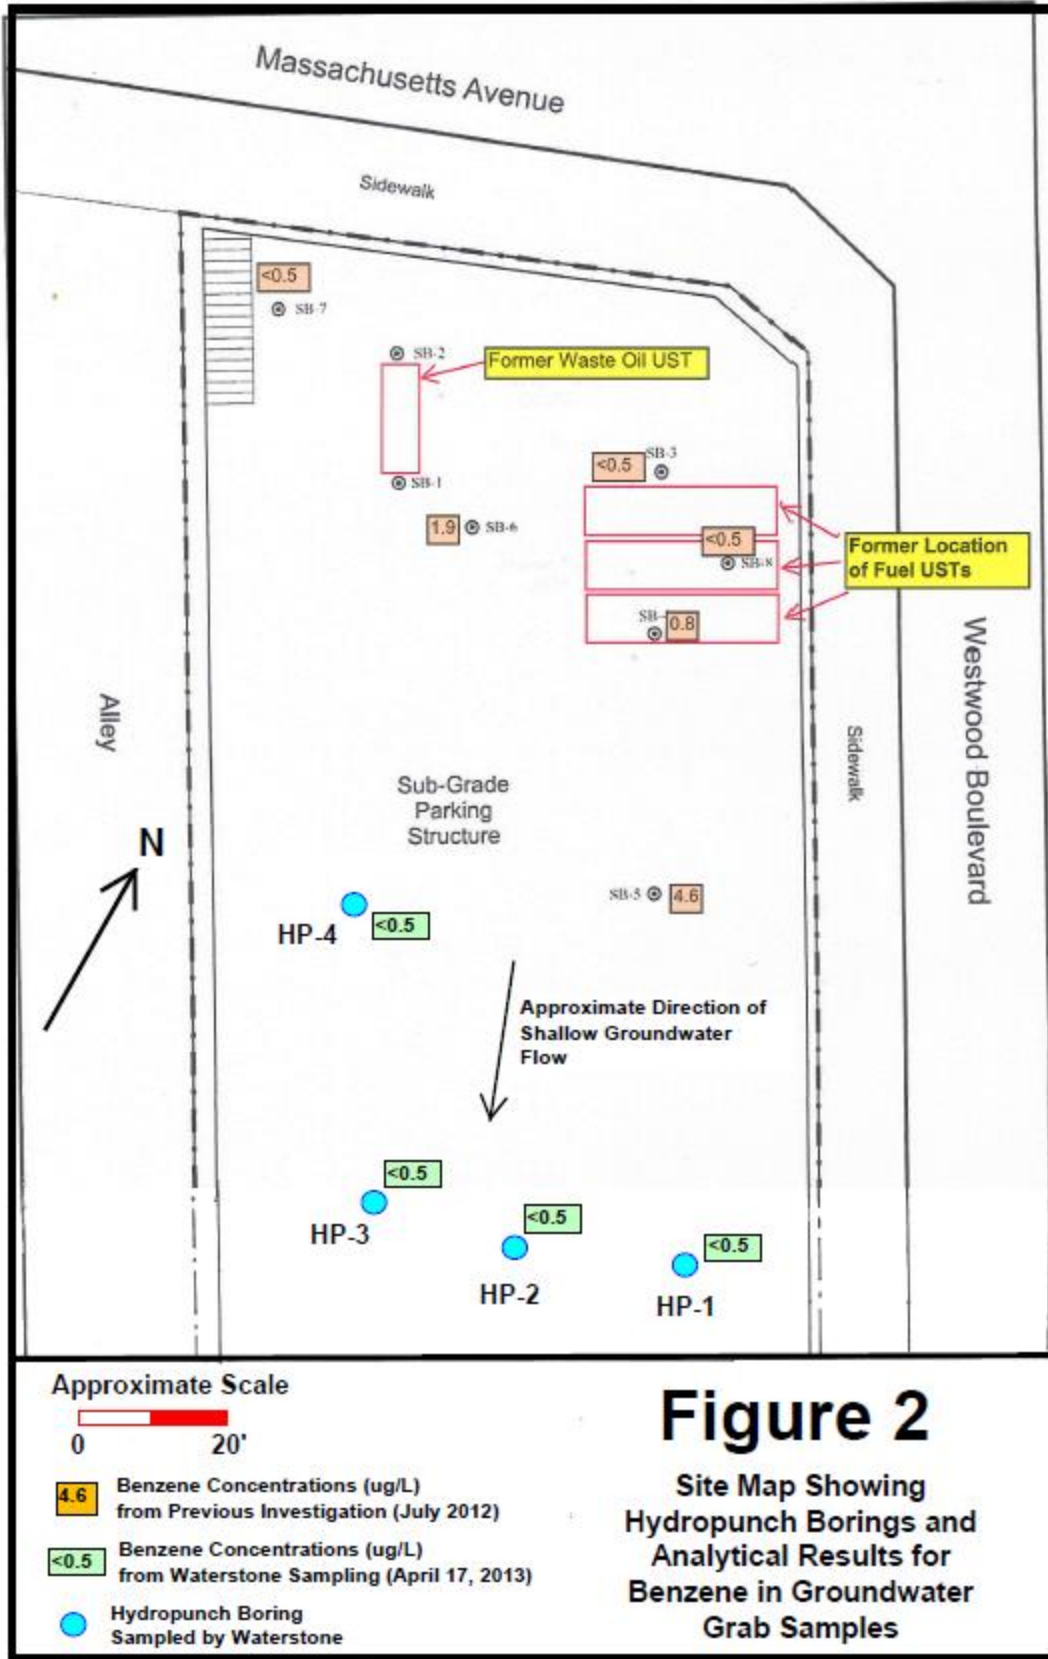 Massachusetts Avenue
Sidewalk
<0.5
SB-7
SB-2
Former Waste Oil UST
SB-1
<0.5
SB-3
1.9
SB-6
<0.5
SB-8
Former Location
of Fuel USTs
SB-
0.8
Westwood Boulevard
Alley
Sidewalk
Sub-Grade
Parking
Structure
N
SB-5
4.6
HP-4
<0.5
Approximate Direction of
Shallow Groundwater
Flow
<0.5
HP-3
<0.5
HP-2
<0.5
HP-1
Approximate Scale
0 20'
4.6
Benzene Concentrations (ug/L)
from Previous Investigation (July 2012)
<0.5
Benzene Concentrations (ug/L)
from Waterstone Sampling (April 17, 2013)
Hydropunch Boring
Sampled by Waterstone
Figure 2
Site Map Showing
Hydropunch Borings and
Analytical Results for
Benzene in Groundwater
Grab Samples